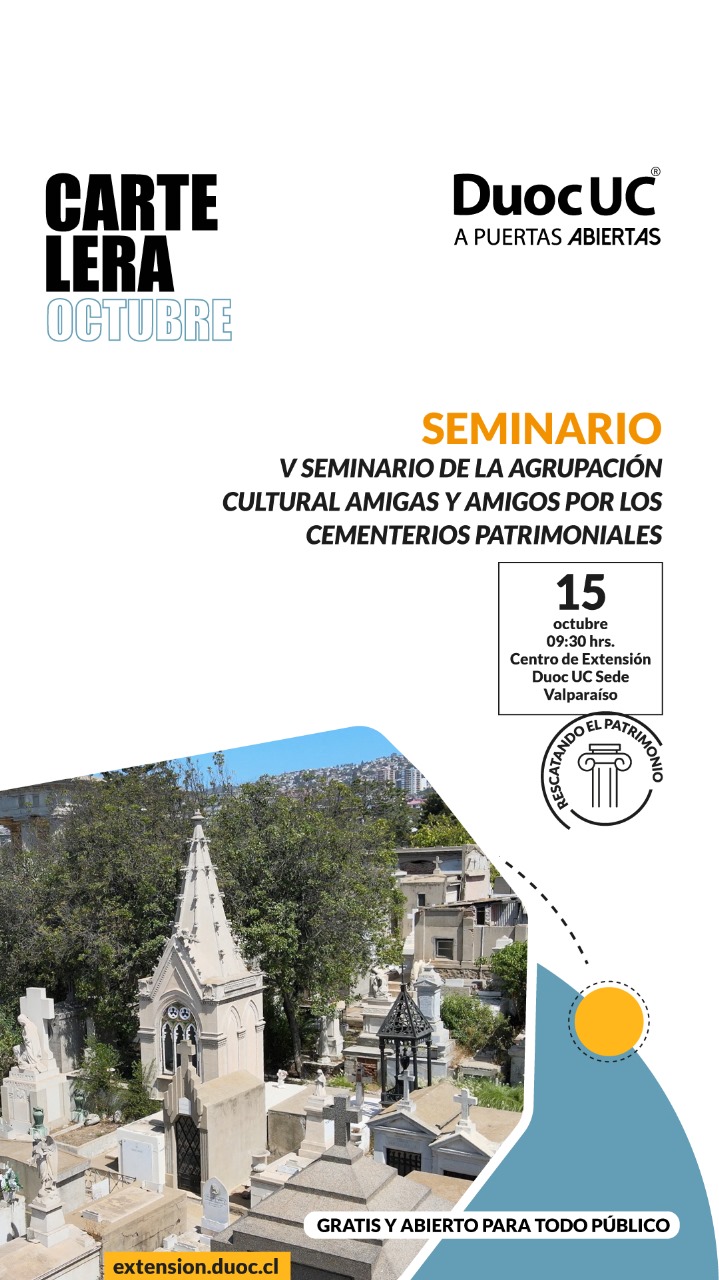 CARTE
LERA
OCTUBRE
DuocUC®
A PUERTAS ABIERTAS
SEMINARIO
V SEMINARIO DE LA AGRUPACIÓN
CULTURAL AMIGAS Y AMIGOS POR LOS
CEMENTERIOS PATRIMONIALES
15
octubre
09:30 hrs.
Centro de Extensión
Duoc UC Sede
Valparaíso
RESCATANDO EL PATRIMONIO
GRATIS Y ABIERTO PARA TODO PÚBLICO
extension.duoc.cl